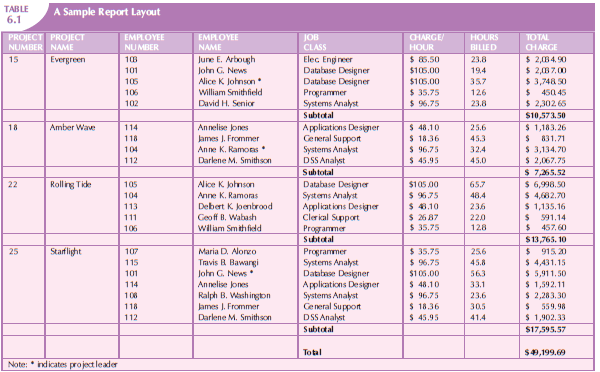 TABLE 6.1 A Sample Report Layout
PROJECT NUMBER PROJECT NAME EMPLOYEE NUMBER EMPLOYEE NAME JOB CLASS CHARGE/ HOUR HOURS BILLED TOTAL CHARGE
15 Evergreen 103 June E. Arbough Elec. Engineer $ 85.50 23.8 $ 2,034.90
101 John G. News Database Designer $105.00 19.4 $ 2,037.00
105 Alice K. Johnson * Database Designer $105.00 35.7 $ 3,748.50
106 William Smithfield Programmer $ 35.75 12.6 $ 450.45
102 David H. Senior Systems Analyst $ 96.75 23.8 $ 2,302.65
Subtotal $10,573.50
18 Amber Wave 114 Annelise Jones Applications Designer $ 48.10 25.6 $ 1,183.26
118 James J. Frommer General Support $ 18.36 45.3 $ 831.71
104 Anne K. Ramoras * Systems Analyst $ 96.75 32.4 $ 3,134.70
112 Darlene M. Smithson DSS Analyst $ 45.95 45.0 $ 2,067.75
Subtotal $ 7,265.52
22 Rolling Tide 105 Alice K. Johnson Database Designer $105.00 65.7 $ 6,998.50
104 Anne K. Ramoras Systems Analyst $ 96.75 48.4 $ 4,682.70
113 Delbert K. Joenbrood Applications Designer $ 48.10 23.6 $ 1,135.16
111 Geoff B. Wabash Clerical Support $ 26.87 22.0 $ 591.14
106 William Smithfield Programmer $ 35.75 12.8 $ 457.60
Subtotal $13,765.10
25 Starflight 107 Maria D. Alonzo Programmer $ 35.75 25.6 $ 915.20
115 Travis B. Bawangi Systems Analyst $ 96.75 45.8 $ 4,431.15
101 John G. News * Database Designer $105.00 56.3 $ 5,911.50
114 Annelise Jones Applications Designer $ 48.10 33.1 $ 1,592.11
108 Ralph B. Washington Systems Analyst $ 96.75 23.6 $ 2,283.30
118 James J. Frommer General Support $ 18.36 30.5 $ 559.98
112 Darlene M. Smithson DSS Analyst $ 45.95 41.4 $ 1,902.33
Subtotal $17,595.57
Total $49,199.69
Note: * indicates project leader